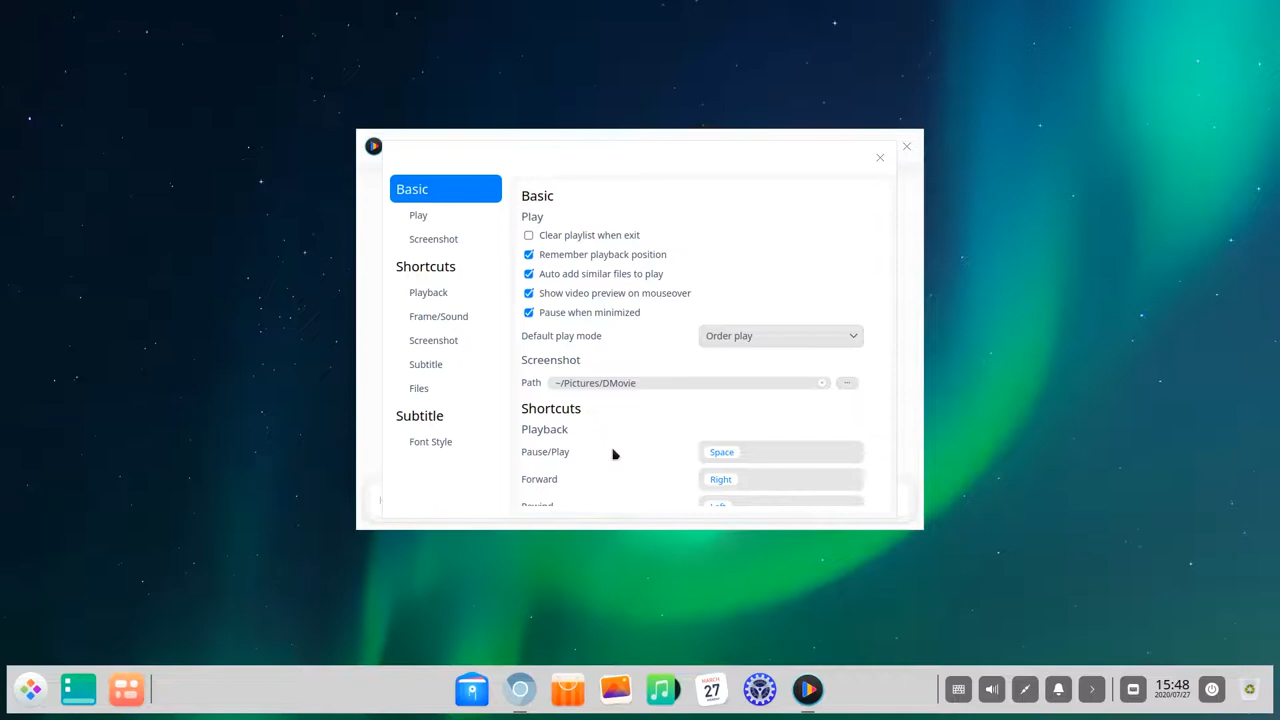 Basic
Play
Screenshot
Shortcuts
Playback
Frame/Sound
Screenshot
Subtitle
Files
Subtitle
Font Style
Basic
Play
Clear playlist when exit
Remember playback position
Auto add similar files to play
Show video preview on mouseover
Pause when minimized
Default play mode Order play
Screenshot
Path ~/Pictures/DMovie ...
Shortcuts
Playback
Pause/Play Space
Forward Right
Rewind Left
MARCH
27
15:48
2020/07/27